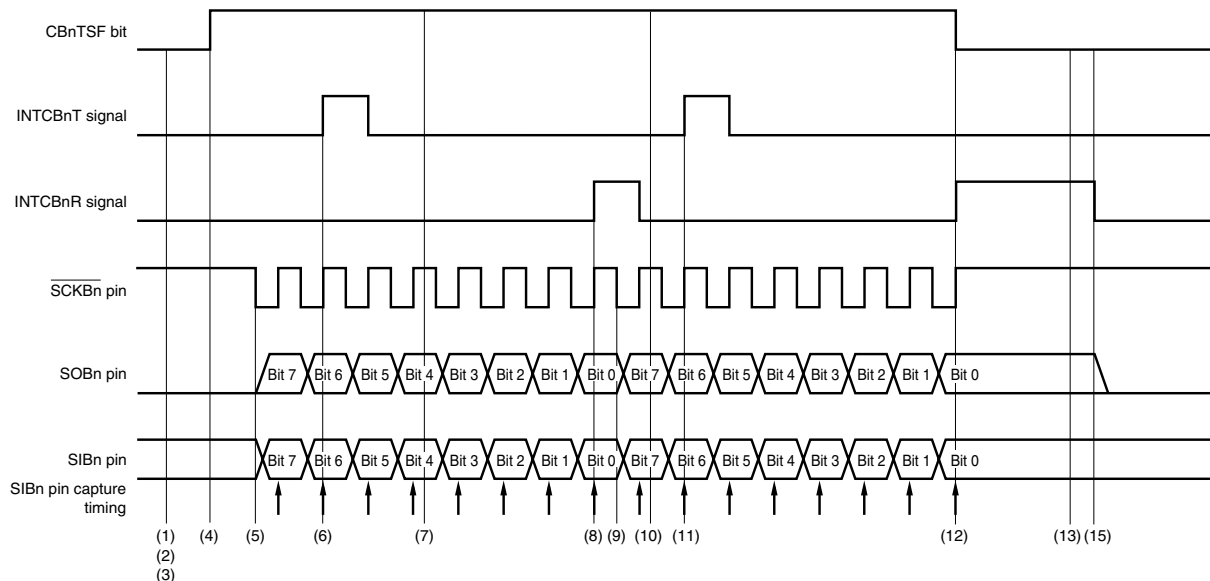 CBnTSF bit
INTCBnT signal
INTCBnR signal
SCKBn pin
SOBn pin
Bit 7 Bit 6 Bit 5 Bit 4 Bit 3 Bit 2 Bit 1 Bit 0 Bit 7 Bit 6 Bit 5 Bit 4 Bit 3 Bit 2 Bit 1 Bit 0
SIBn pin
Bit 7 Bit 6 Bit 5 Bit 4 Bit 3 Bit 2 Bit 1 Bit 0 Bit 7 Bit 6 Bit 5 Bit 4 Bit 3 Bit 2 Bit 1 Bit 0
SIBn pin capture
timing
(1) (4) (5) (6) (7) (8) (9) (10) (11) (12) (13) (15)
(2)
(3)